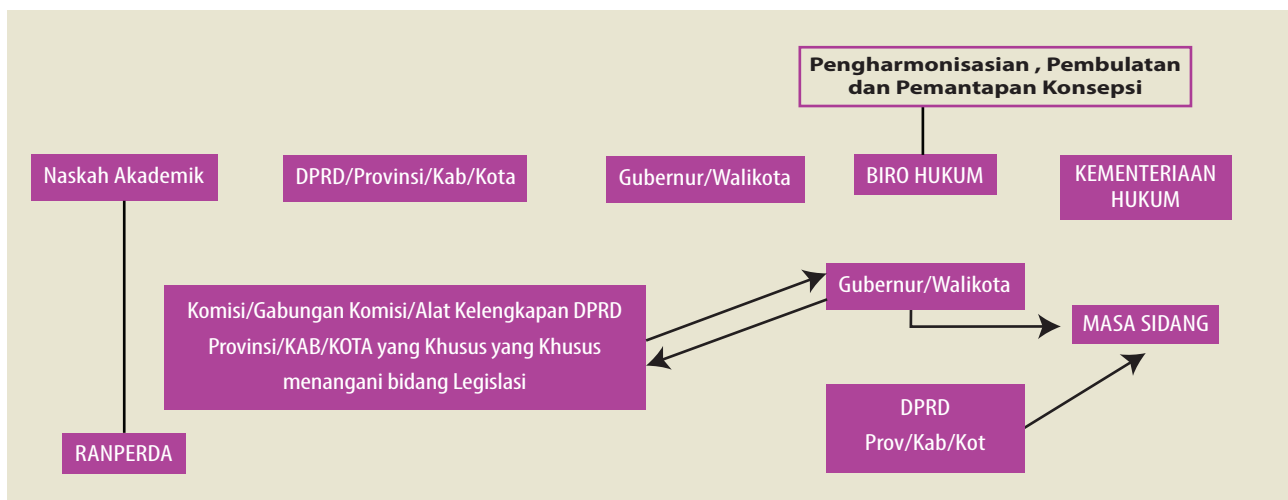 Pengharmonisasian , Pembulatan
dan Pemantapan Konsepsi
Naskah Akademik
DPRD/Provinsi/Kab/Kota
Gubernur/Walikota
BIRO HUKUM
KEMENTERIAAN
HUKUM
Komisi/Gabungan Komisi/Alat Kelengkapan DPRD
Provinsi/KAB/KOTA yang Khusus yang Khusus
menangani bidang Legislasi
Gubernur/Walikota
MASA SIDANG
DPRD
Prov/Kab/Kot
RANPERDA